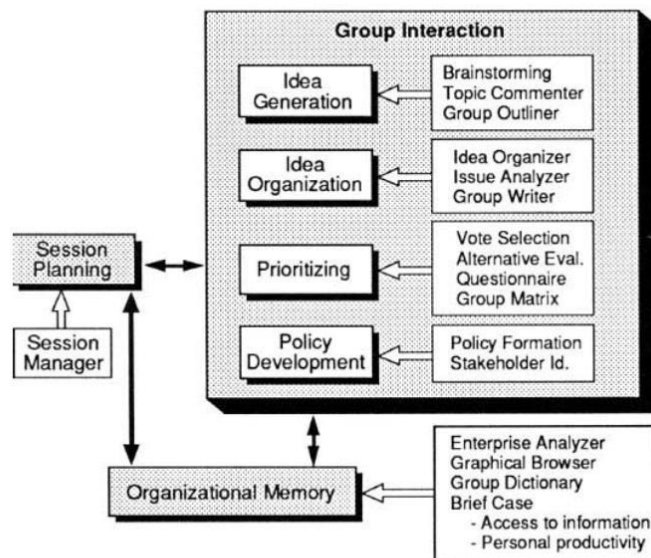 Group Interaction
Idea
Generation
Brainstorming
Topic Commenter
Group Outliner
Idea
Organization
Idea Organizer
Issue Analyzer
Group Writer
Session
Planning
Prioritizing
Vote Selection
Alternative Eval.
Questionnaire
Group Matrix
Session
Manager
Policy
Development
Policy Formation
Stakeholder Id.
Organizational Memory
Enterprise Analyzer
Graphical Browser
Group Dictionary
Brief Case
- Access to information
- Personal productivity